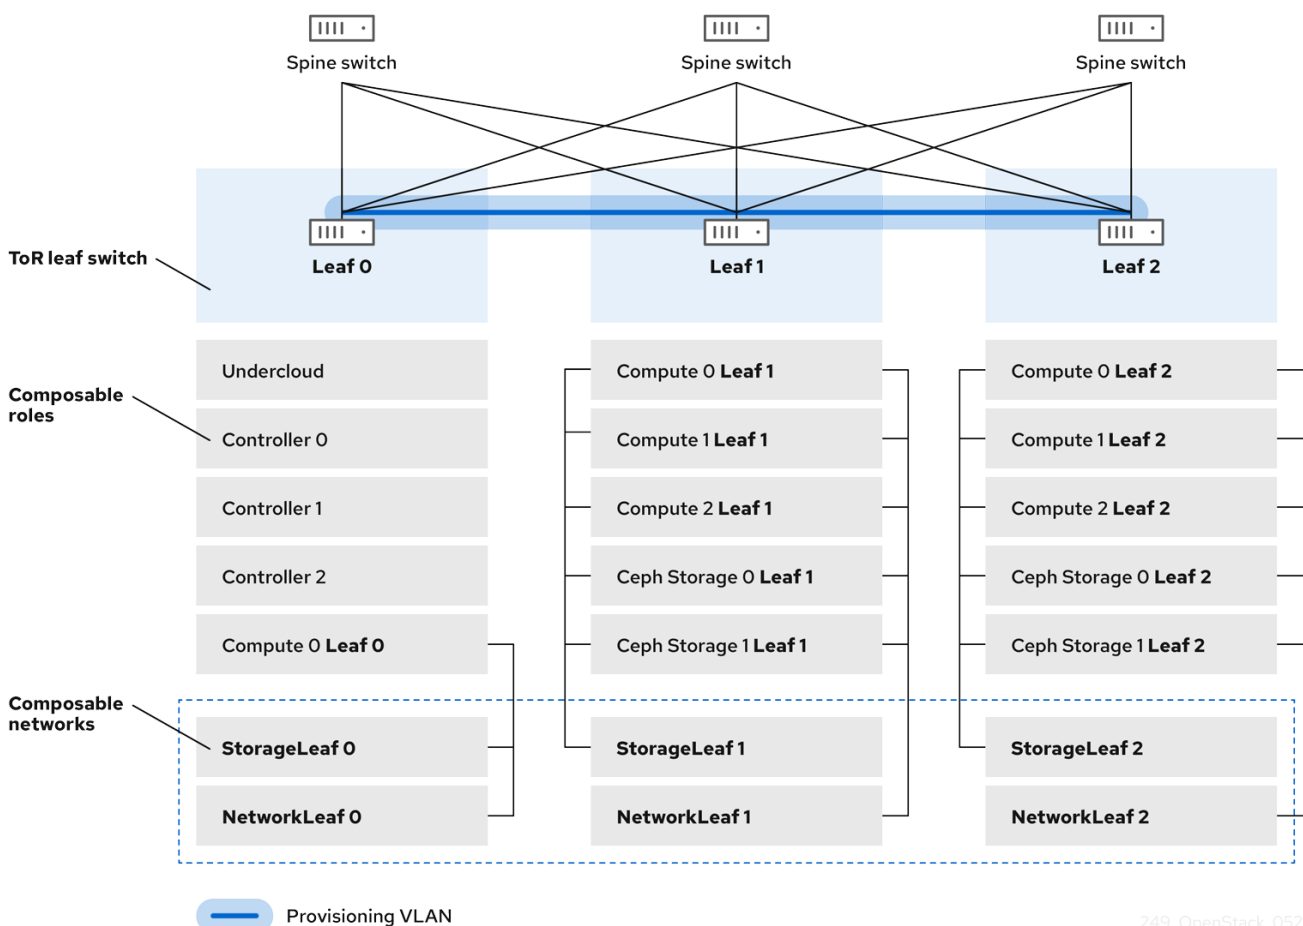 Spine switch
Spine switch
Spine switch
ToR leaf switch
Leaf 0
Leaf 1
Leaf 2
Composable
roles
Undercloud
Controller 0
Controller 1
Controller 2
Compute 0 Leaf 0
Compute 0 Leaf 1
Compute 1 Leaf 1
Compute 2 Leaf 1
Ceph Storage 0 Leaf 1
Ceph Storage 1 Leaf 1
Compute 0 Leaf 2
Compute 1 Leaf 2
Compute 2 Leaf 2
Ceph Storage 0 Leaf 2
Ceph Storage 1 Leaf 2
Composable
networks
StorageLeaf 0
NetworkLeaf 0
StorageLeaf 1
NetworkLeaf 1
StorageLeaf 2
NetworkLeaf 2
Provisioning VLAN
249_OpenStack_052